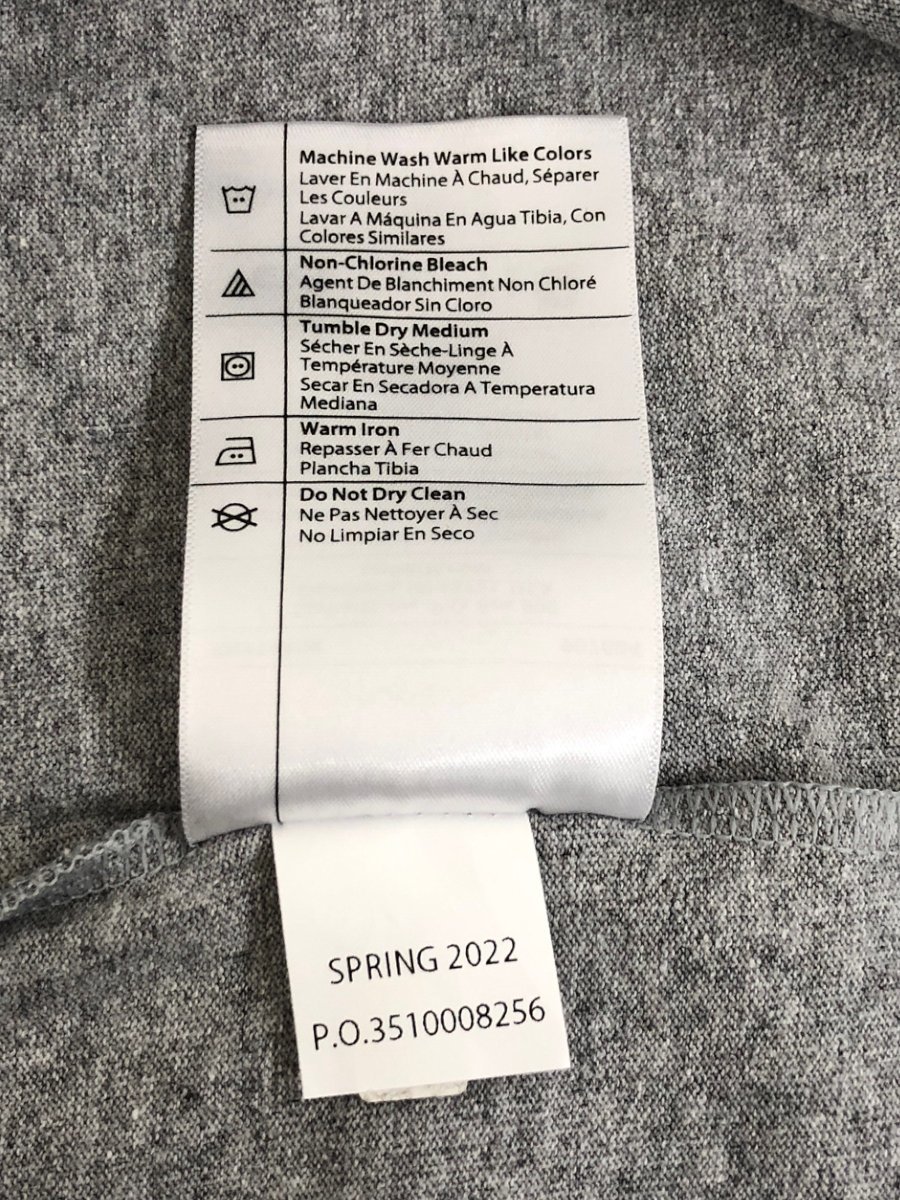 Machine Wash Warm Like Colors
Laver En Machine À Chaud, Séparer
Les Couleurs
Lavar A Máquina En Agua Tibia, Con
Colores Similares
Non-Chlorine Bleach
Agent De Blanchiment Non Chloré
Blanqueador Sin Cloro
Tumble Dry Medium
Sécher En Sèche-Linge À
Température Moyenne
Secar En Secadora A Temperatura
Mediana
Warm Iron
Repasser À Fer Chaud
Plancha Tibia
Do Not Dry Clean
Ne Pas Nettoyer À Sec
No Limpiar En Seco
SPRING 2022
P.O.3510008256